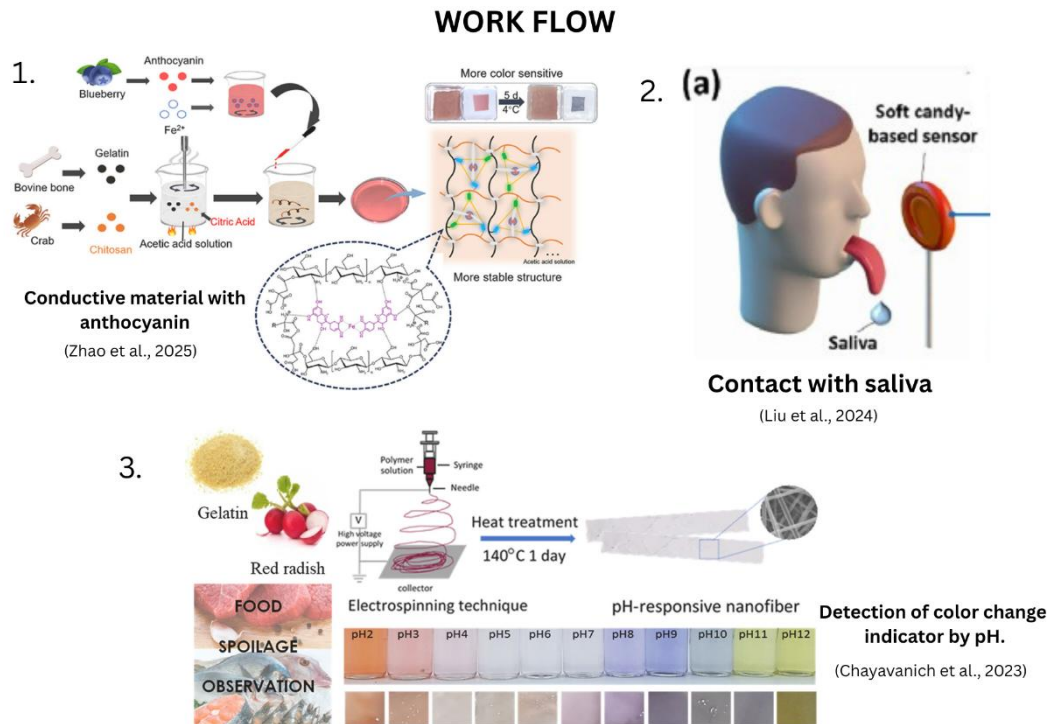 WORK FLOW
1.
Anthocyanin
Blueberry
Fe²⁺
Gelatin
Bovine bone
Crab
Chitosan
Citric Acid
Acetic acid solution
More color sensitive
5 d
4°C
Acetic acid solution
More stable structure
Fe
Conductive material with
anthocyanin
(Zhao et al., 2025)
2.
(a)
Soft candy-
based sensor
Saliva
Contact with saliva
(Liu et al., 2024)
3.
Gelatin
Red radish
Polymer
solution
Syringe
Needle
V
High voltage
power supply
collector
Heat treatment
140°C 1 day
Electrospinning technique
pH-responsive nanofiber
FOOD
SPOILAGE
OBSERVATION
pH2 pH3 pH4 pH5 pH6 pH7 pH8 pH9 pH10 pH11 pH12
Detection of color change
indicator by pH.
(Chayavanich et al., 2023)